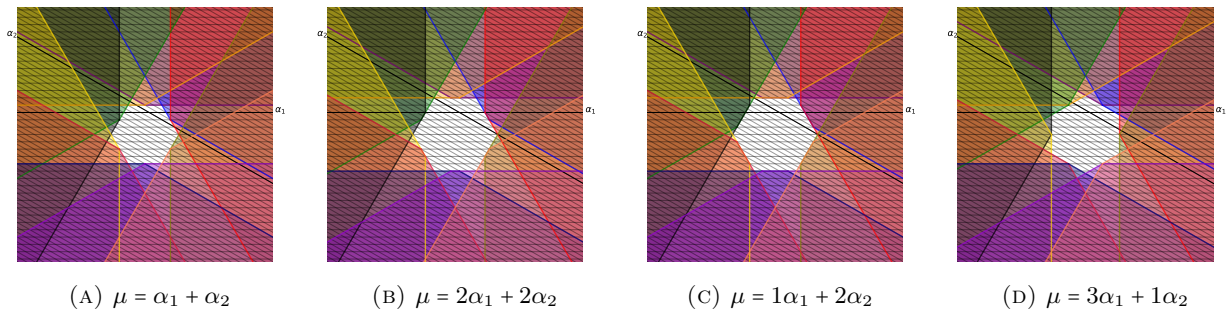 α₂ α₁ α₂ α₁ α₂ α₁ α₂ α₁
(A) μ = α₁ + α₂ (B) μ = 2α₁ + 2α₂ (C) μ = 1α₁ + 2α₂ (D) μ = 3α₁ + 1α₂